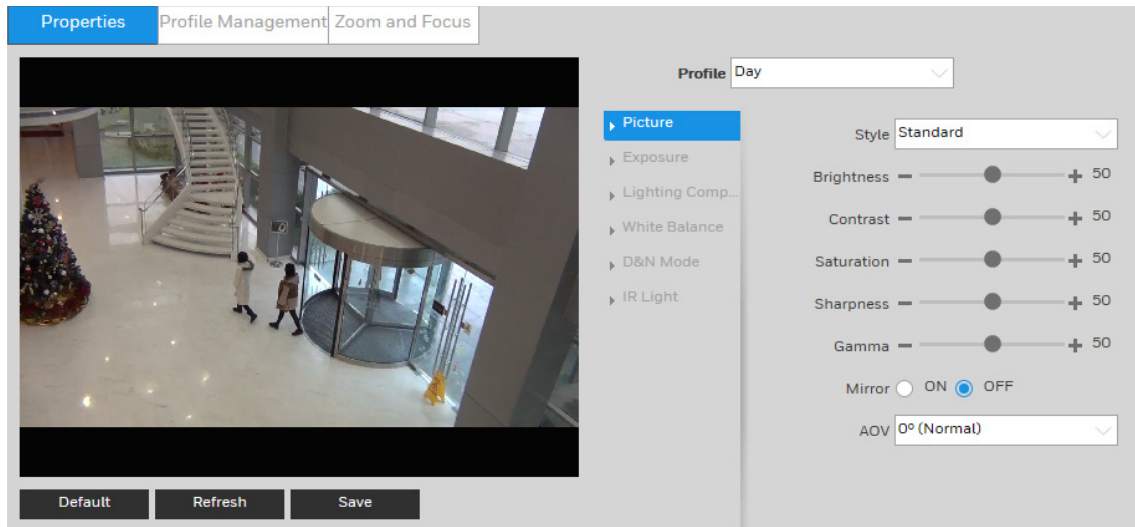 Properties
Profile Management
Zoom and Focus
Profile Day
Picture
Exposure
Lighting Comp...
White Balance
D&N Mode
IR Light
Style Standard
Brightness 50
Contrast 50
Saturation 50
Sharpness 50
Gamma 50
Mirror ON OFF
AOV 0º (Normal)
Default
Refresh
Save